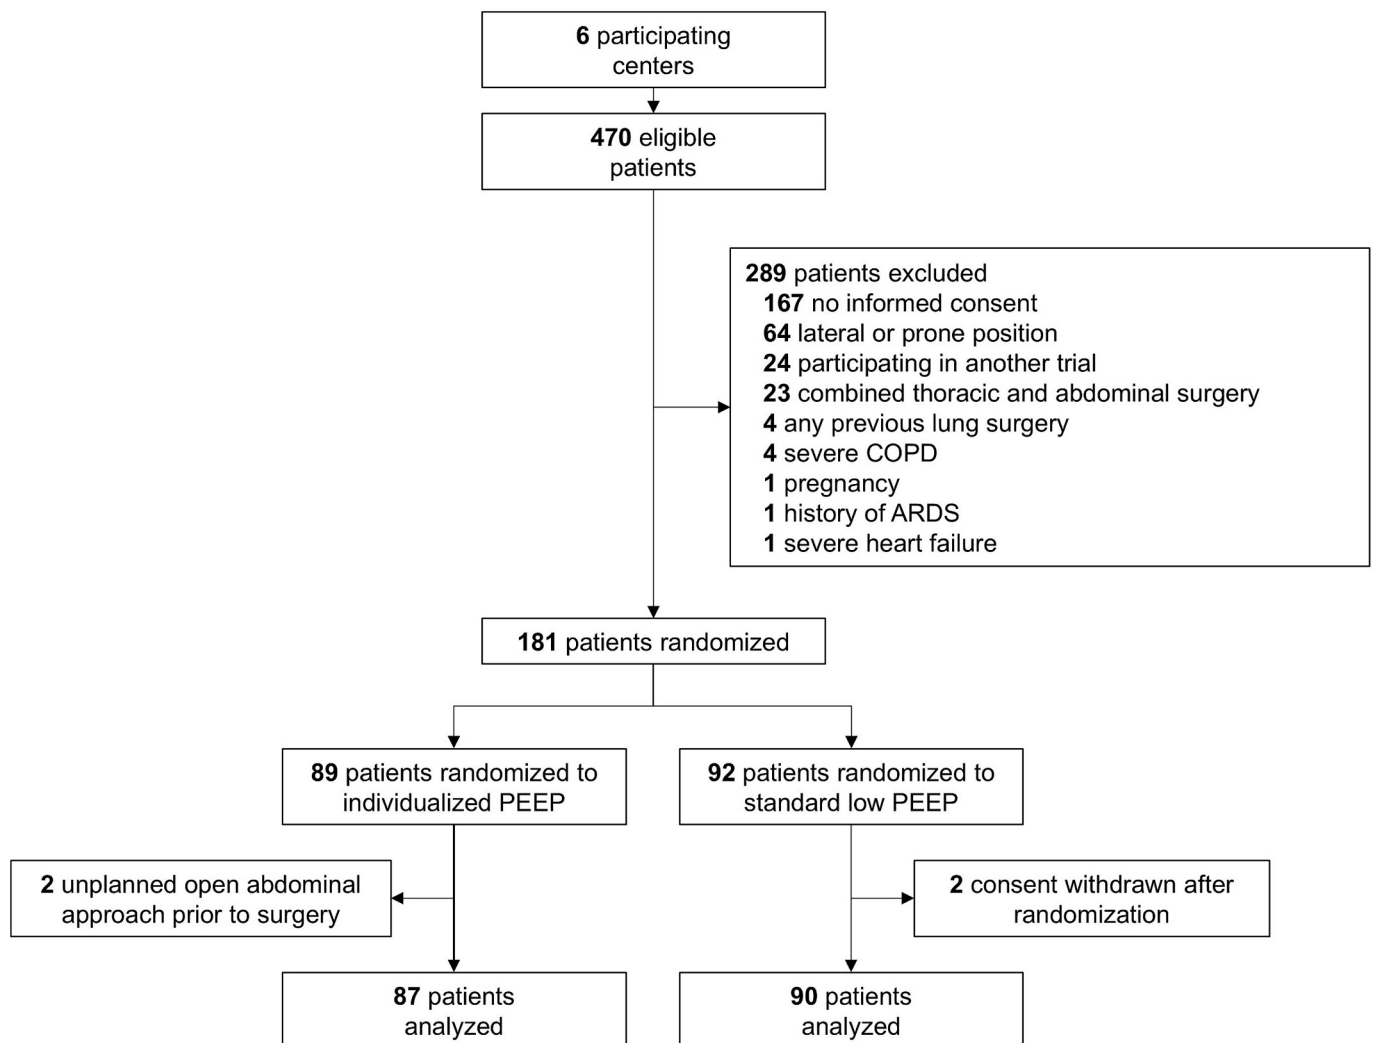 6 participating
centers
470 eligible
patients
289 patients excluded
167 no informed consent
64 lateral or prone position
24 participating in another trial
23 combined thoracic and abdominal surgery
4 any previous lung surgery
4 severe COPD
1 pregnancy
1 history of ARDS
1 severe heart failure
181 patients randomized
89 patients randomized to
individualized PEEP
92 patients randomized to
standard low PEEP
2 unplanned open abdominal
approach prior to surgery
2 consent withdrawn after
randomization
87 patients
analyzed
90 patients
analyzed